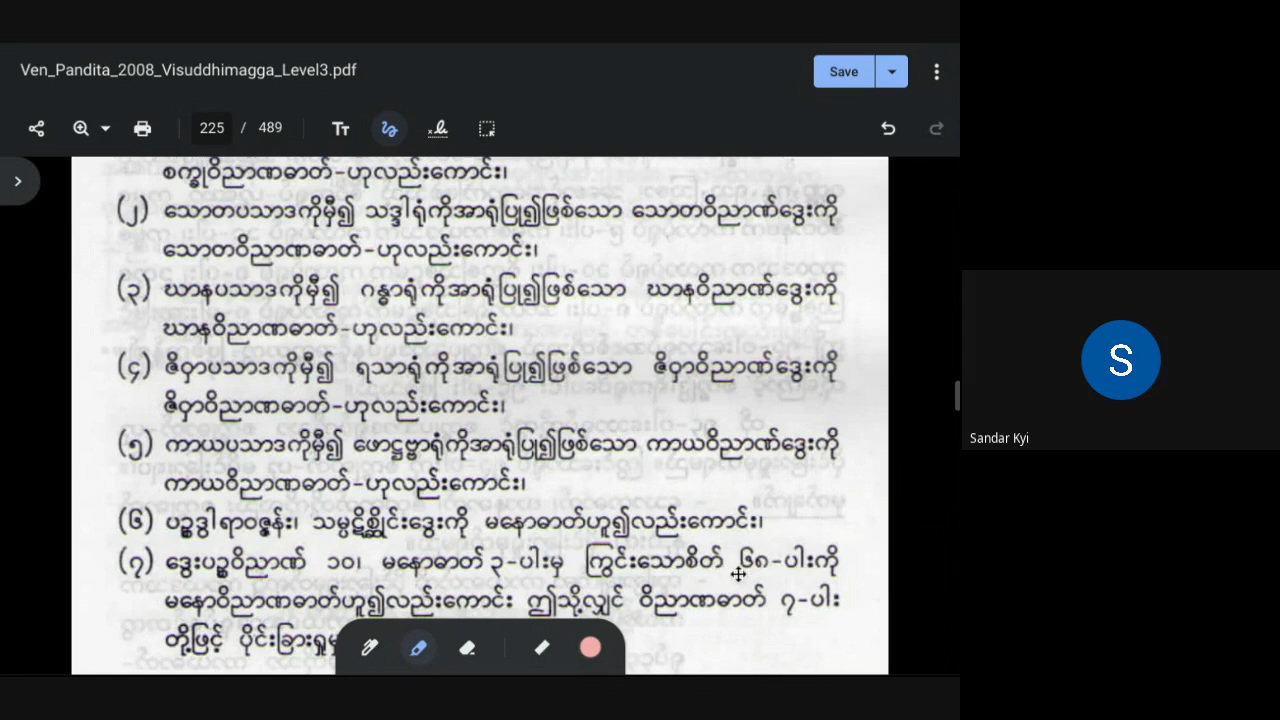 Ven_Pandita_2008_Visuddhimagga_Level3.pdf
Save
225 / 489
စက္ခုဝိညာဏဓာတ်-ဟုလည်းကောင်း၊
(၂) သောတပသာဒကိုမှီ၍ သဒ္ဒါရုံကိုအာရုံပြု၍ဖြစ်သော သောတဝိညာဏ်ဒွေးကို
သောတဝိညာဏဓာတ်-ဟုလည်းကောင်း၊
(၃) ဃာနပသာဒကိုမှီ၍ ဂန္ဓာရုံကိုအာရုံပြု၍ဖြစ်သော ဃာနဝိညာဏ်ဒွေးကို
ဃာနဝိညာဏဓာတ်-ဟုလည်းကောင်း၊
(၄) ဇိဝှာပသာဒကိုမှီ၍ ရသာရုံကိုအာရုံပြု၍ဖြစ်သော ဇိဝှာဝိညာဏ်ဒွေးကို
ဇိဝှာဝိညာဏဓာတ်-ဟုလည်းကောင်း၊
(၅) ကာယပသာဒကိုမှီ၍ ဖောဋ္ဌဗ္ဗာရုံကိုအာရုံပြု၍ဖြစ်သော ကာယဝိညာဏ်ဒွေးကို
ကာယဝိညာဏဓာတ်-ဟုလည်းကောင်း၊
(၆) ပဉ္စဒွါရာဝဇ္ဇန်း၊ သမ္ပဋိစ္ဆိုင်းဒွေးကို မနောဓာတ်ဟူ၍လည်းကောင်း၊
(၇) ဒွေးပဉ္စဝိညာဏ် ၁၀၊ မနောဓာတ် ၃-ပါးမှ ကြွင်းသောစိတ် ၆၈-ပါးကို
မနောဝိညာဏဓာတ်ဟူ၍လည်းကောင်း ဤသို့လျှင် ဝိညာဏဓာတ် ၇-ပါး
တို့ဖြင့် ပိုင်းခြားရှုမှ
S
Sandar Kyi